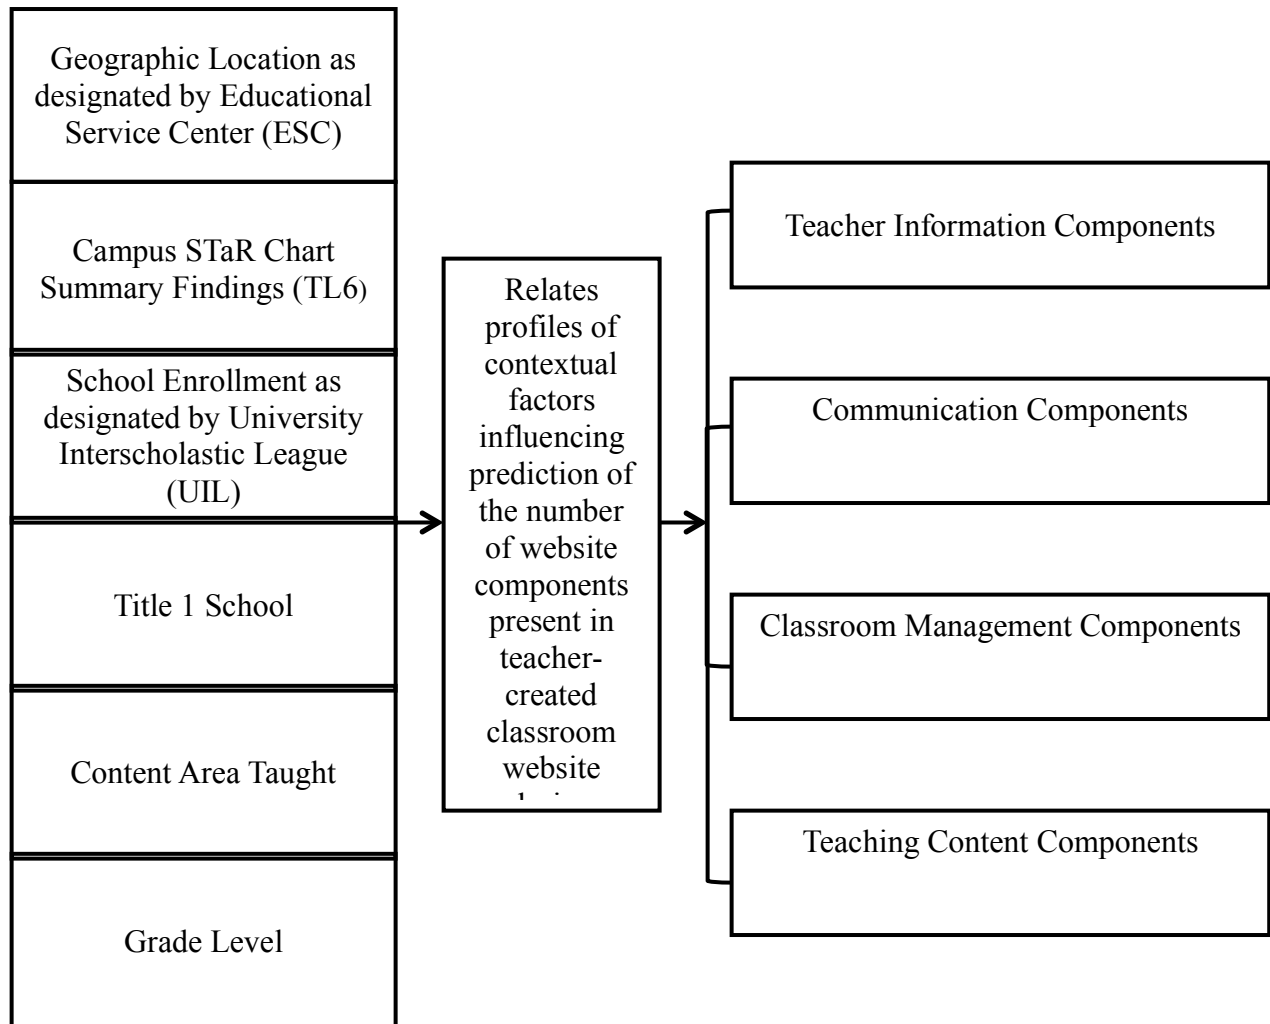 Geographic Location as
designated by Educational
Service Center (ESC)
Campus STaR Chart
Summary Findings (TL6)
School Enrollment as
designated by University
Interscholastic League
(UIL)
Title 1 School
Content Area Taught
Grade Level
Relates
profiles of
contextual
factors
influencing
prediction of
the number
of website
components
present in
teacher-
created
classroom
website
Teacher Information Components
Communication Components
Classroom Management Components
Teaching Content Components